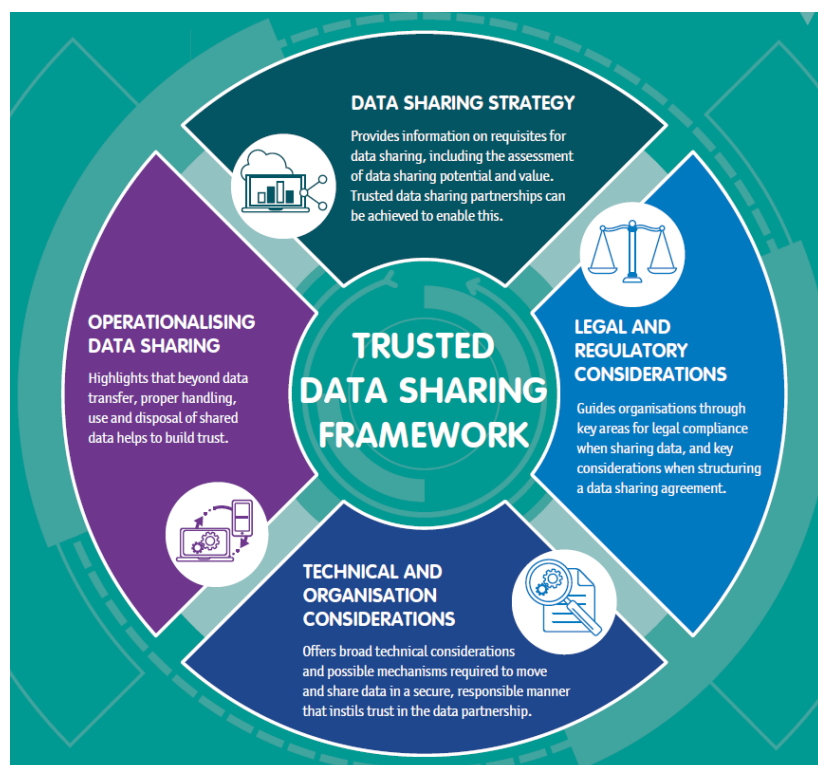 DATA SHARING STRATEGY
Provides information on requisites for
data sharing, including the assessment
of data sharing potential and value.
Trusted data sharing partnerships can
be achieved to enable this.
OPERATIONALISING
DATA SHARING
Highlights that beyond data
transfer, proper handling,
use and disposal of shared
data helps to build trust.
TRUSTED
DATA SHARING
FRAMEWORK
LEGAL AND
REGULATORY
CONSIDERATIONS
Guides organisations through
key areas for legal compliance
when sharing data, and key
considerations when structuring
a data sharing agreement.
TECHNICAL AND
ORGANISATION
CONSIDERATIONS
Offers broad technical considerations
and possible mechanisms required to move
and share data in a secure, responsible manner
that instils trust in the data partnership.